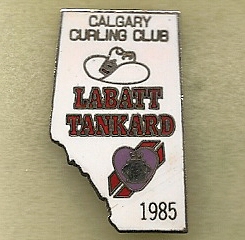 CALGARY
CURLING CLUB
LABATT
TANKARD
1985